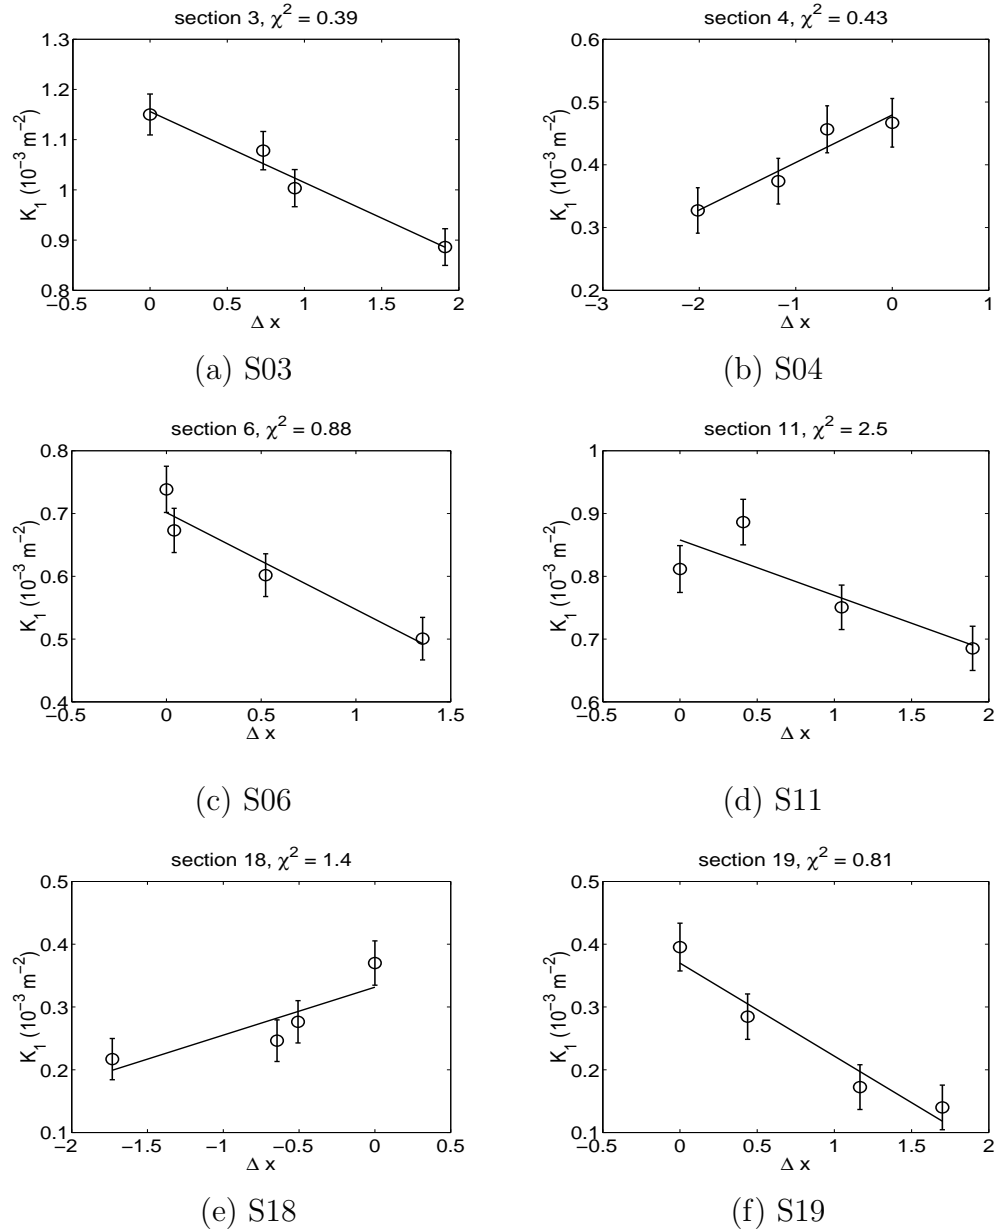 section 3, χ² = 0.39
1.3
1.2
1.1
1
0.9
0.8
K₁ (10⁻³ m⁻²)
−0.5 0 0.5 1 1.5 2
Δ x
(a) S03
section 4, χ² = 0.43
0.6
0.5
0.4
0.3
0.2
K₁ (10⁻³ m⁻²)
−3 −2 −1 0 1
Δ x
(b) S04
section 6, χ² = 0.88
0.8
0.7
0.6
0.5
0.4
K₁ (10⁻³ m⁻²)
−0.5 0 0.5 1 1.5
Δ x
(c) S06
section 11, χ² = 2.5
1
0.9
0.8
0.7
0.6
K₁ (10⁻³ m⁻²)
−0.5 0 0.5 1 1.5 2
Δ x
(d) S11
section 18, χ² = 1.4
0.5
0.4
0.3
0.2
0.1
K₁ (10⁻³ m⁻²)
−2 −1.5 −1 −0.5 0 0.5
Δ x
(e) S18
section 19, χ² = 0.81
0.5
0.4
0.3
0.2
0.1
K₁ (10⁻³ m⁻²)
−0.5 0 0.5 1 1.5 2
Δ x
(f) S19